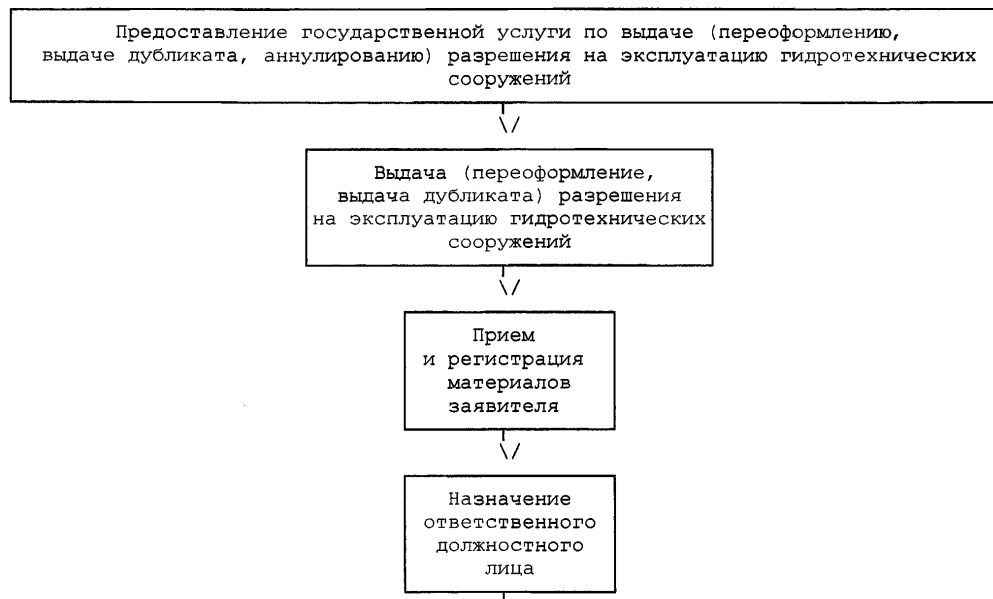 Предоставление государственной услуги по выдаче (переоформлению,
выдаче дубликата, аннулированию) разрешения на эксплуатацию гидротехнических
сооружений
\/
Выдача (переоформление,
выдача дубликата) разрешения
на эксплуатацию гидротехнических
сооружений
\/
Прием
и регистрация
материалов
заявителя
\/
Назначение
ответственного
должностного
лица